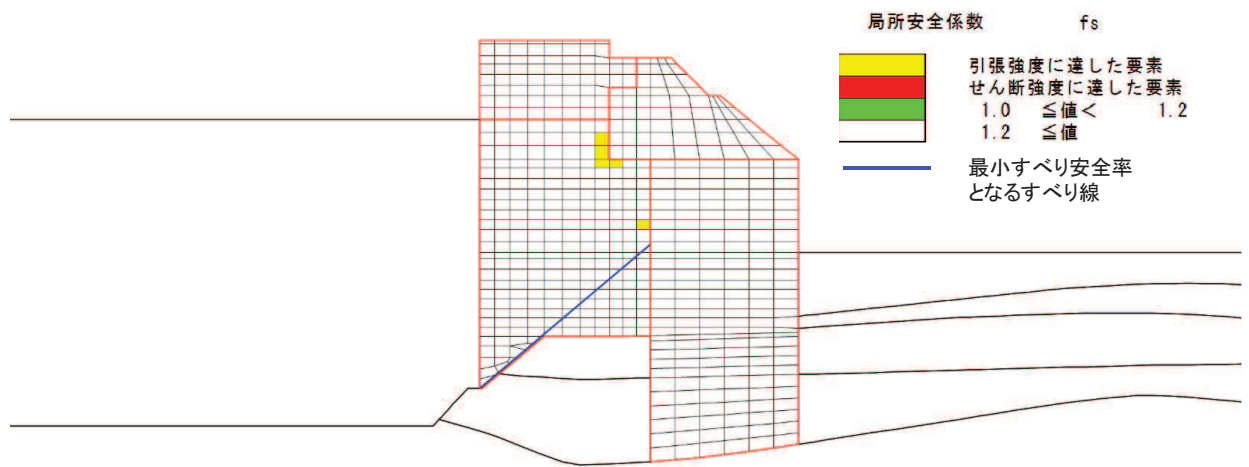 局所安全係数 fs
引張強度に達した要素
せん断強度に達した要素
1.0 ≦値< 1.2
1.2 ≦値
最小すべり安全率
となるすべり線